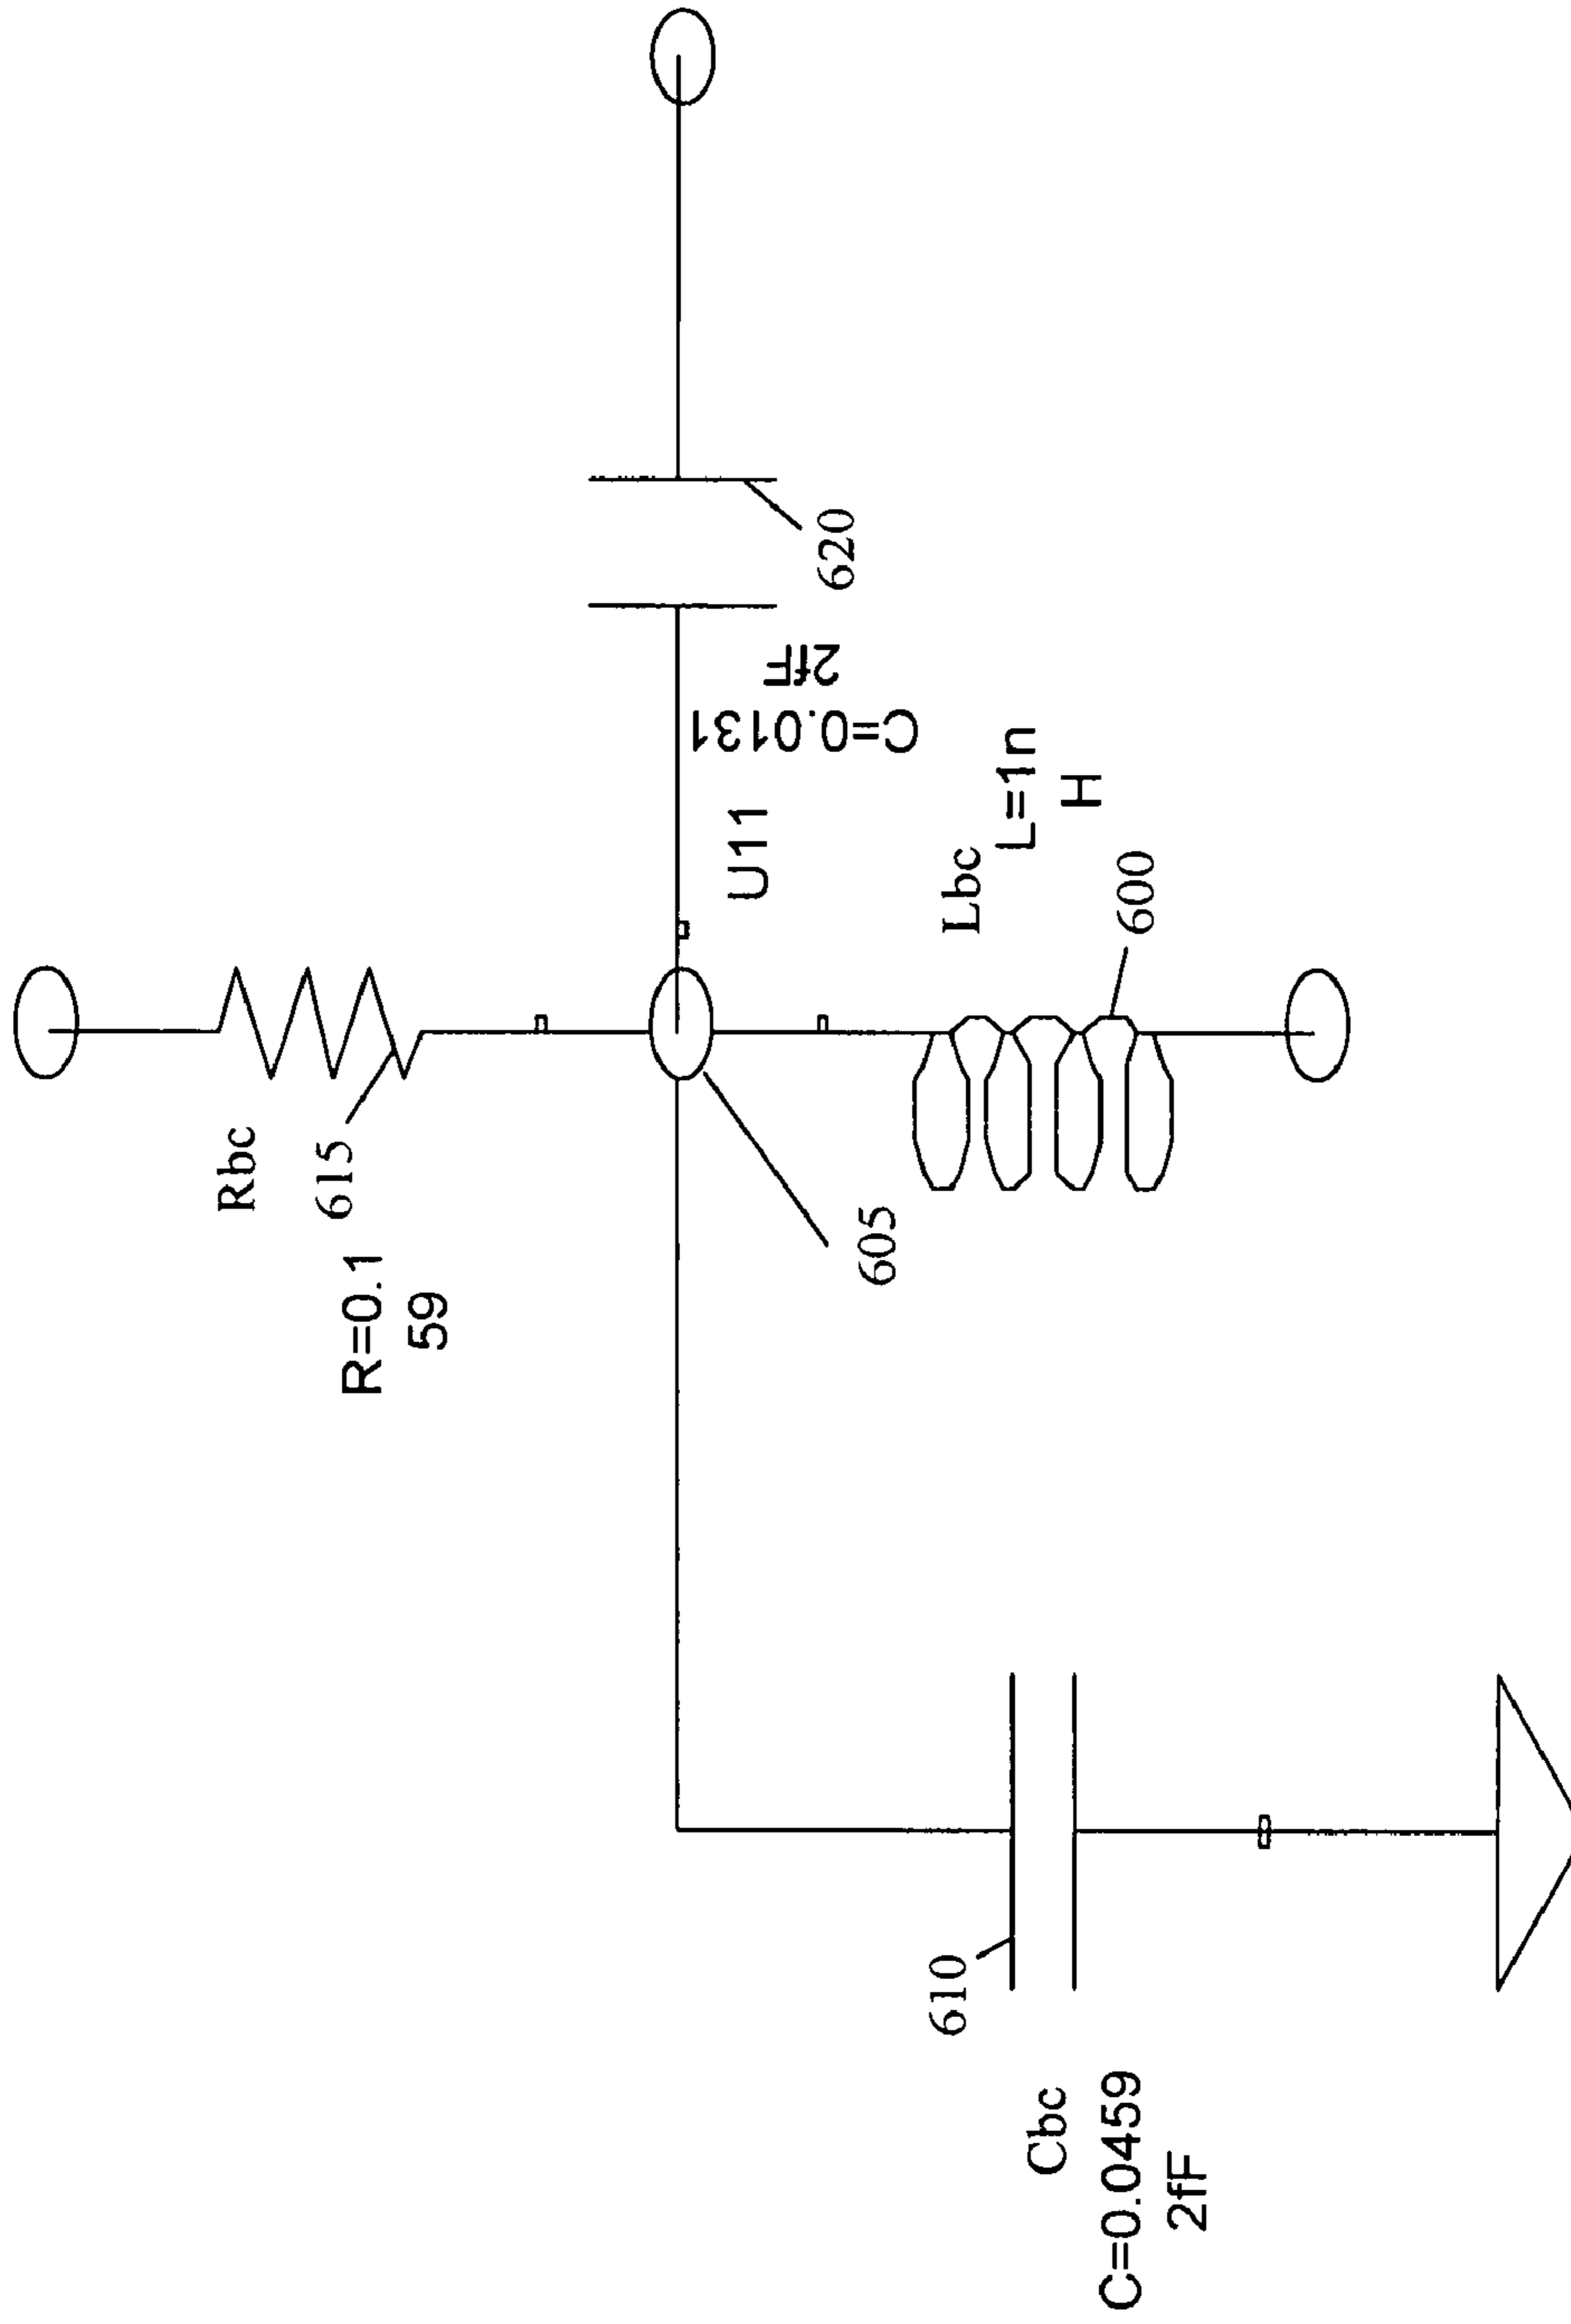 Rbc
615
R=0.1
59
U11
C=0.0131
2fF
620
605
Lbc
L=1n
H
600
610
Cbc
C=0.0459
2fF